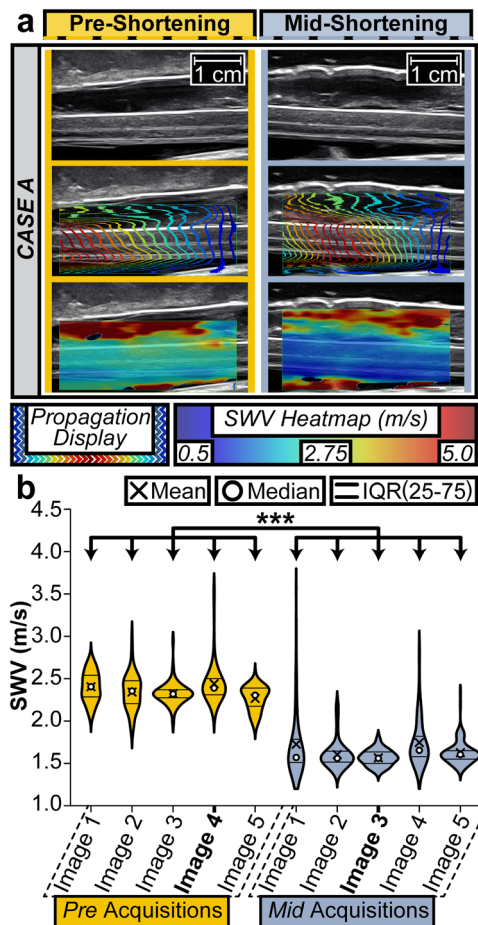 a
Pre-Shortening
Mid-Shortening
1 cm
1 cm
CASE A
Propagation
Display
SWV Heatmap (m/s)
0.5
2.75
5.0
b
Mean
Median
IQR(25-75)
***
4.5
4.0
3.5
3.0
2.5
2.0
1.5
1.0
SWV (m/s)
Image 1
Image 2
Image 3
Image 4
Image 5
Image 1
Image 2
Image 3
Image 4
Image 5
Pre Acquisitions
Mid Acquisitions